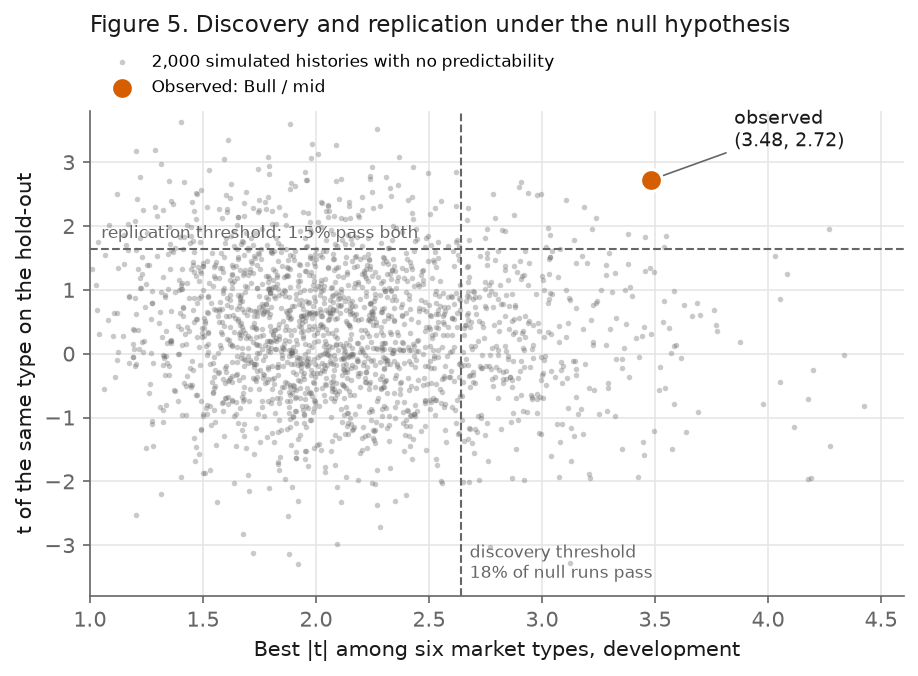 Figure 5. Discovery and replication under the null hypothesis
2,000 simulated histories with no predictability
Observed: Bull / mid
observed
(3.48, 2.72)
replication threshold: 1.5% pass both
discovery threshold
18% of null runs pass
t of the same type on the hold-out
3
2
1
0
−1
−2
−3
1.0 1.5 2.0 2.5 3.0 3.5 4.0 4.5
Best |t| among six market types, development